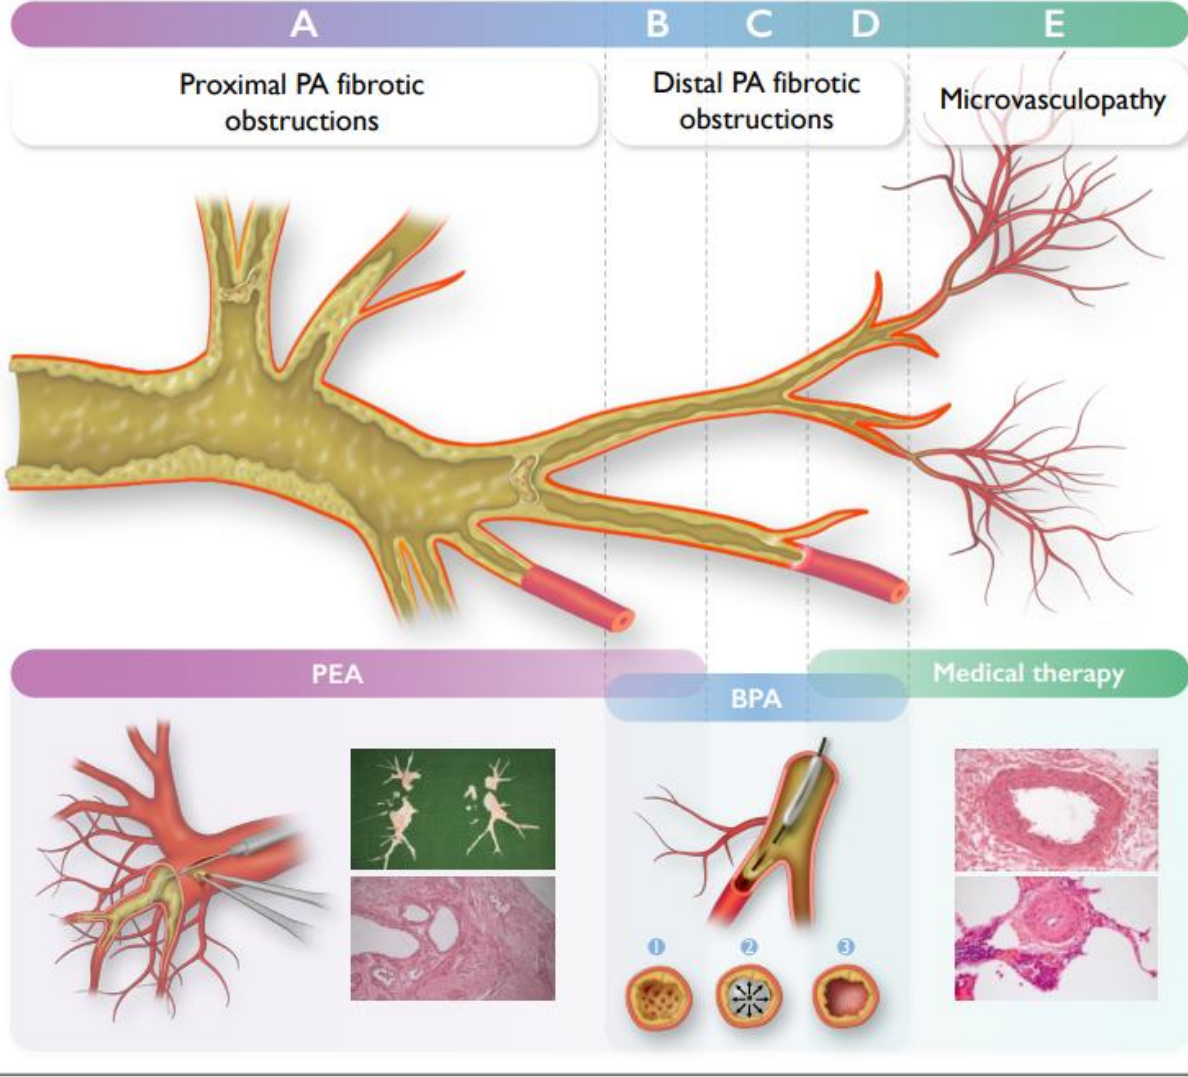 A
B
C
D
E
Proximal PA fibrotic
obstructions
Distal PA fibrotic
obstructions
Microvasculopathy
PEA
BPA
Medical therapy
1
2
3